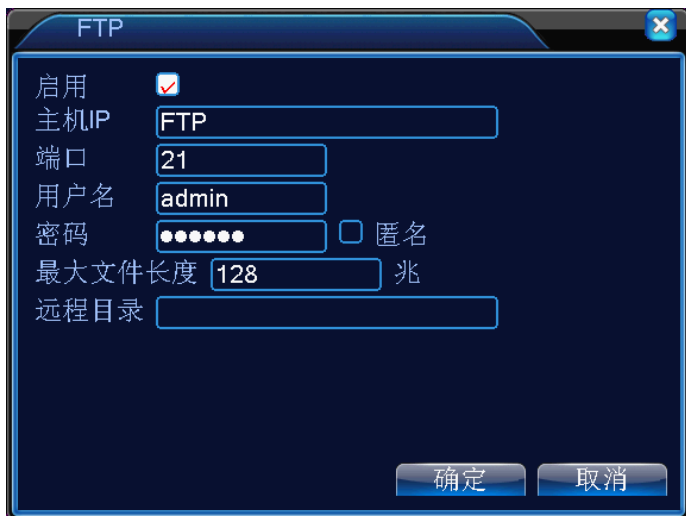 FTP
启用
主机IP FTP
端口 21
用户名 admin
密码 ●●●●●● 匿名
最大文件长度 128 兆
远程目录
确定 取消